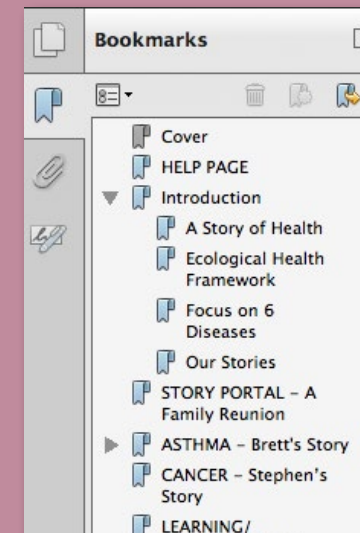 Bookmarks
Cover
HELP PAGE
Introduction
A Story of Health
Ecological Health
Framework
Focus on 6
Diseases
Our Stories
STORY PORTAL – A
Family Reunion
ASTHMA – Brett's Story
CANCER – Stephen's
Story
LEARNING/